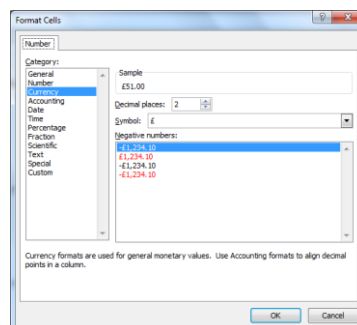 Format Cells
Number
Category:
General
Number
Currency
Accounting
Date
Time
Percentage
Fraction
Scientific
Text
Special
Custom
Sample
£51.00
Decimal places: 2
Symbol: £
Negative numbers:
-£1,234.10
£1,234.10
-£1,234.10
-£1,234.10
Currency formats are used for general monetary values. Use Accounting formats to align decimal
points in a column.
OK Cancel